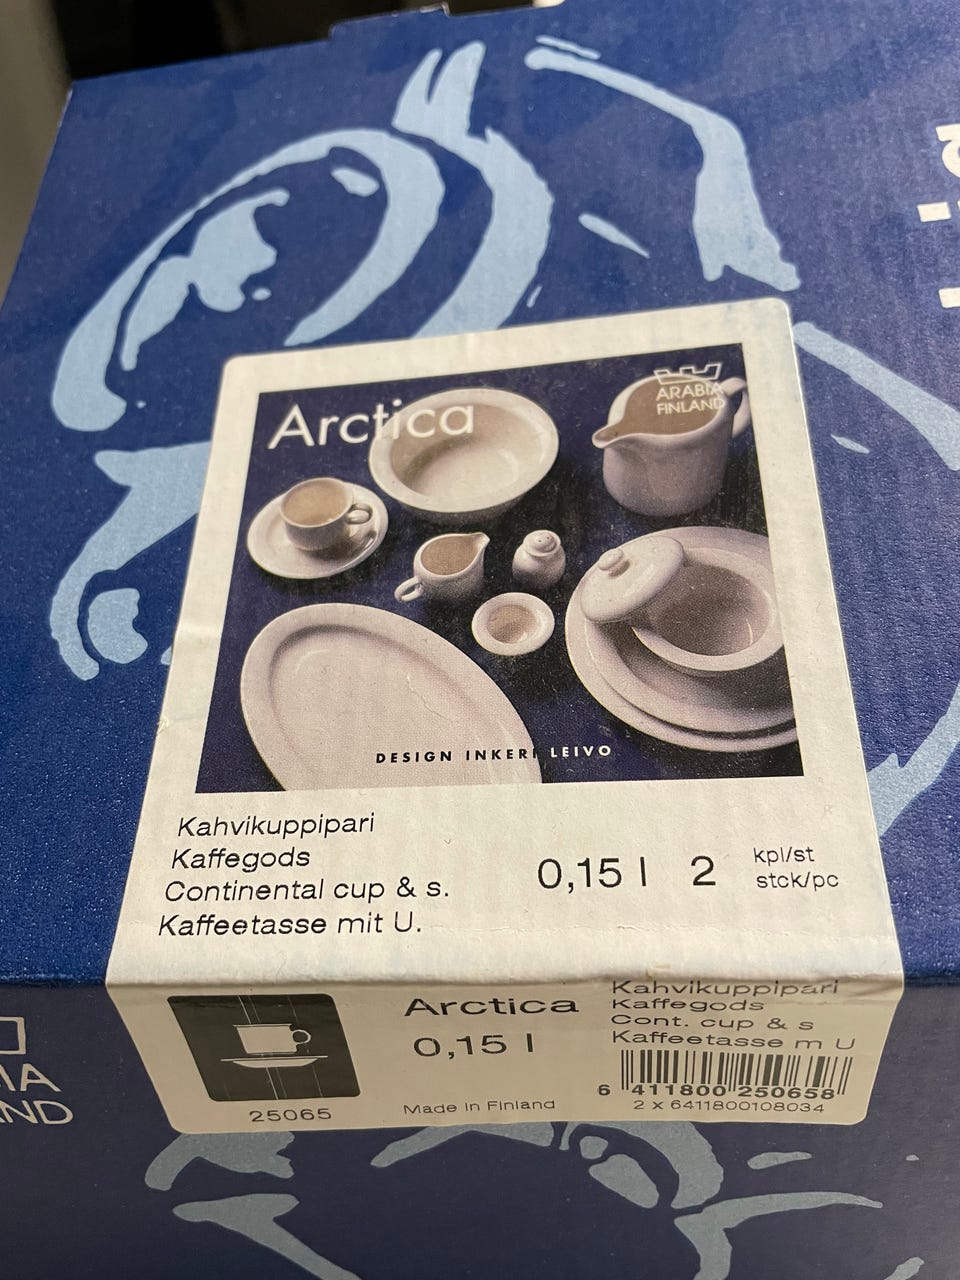 Arctica
ARABIA
FINLAND
DESIGN INKERI LEIVO
Kahvikuppipari
Kaffegods
Continental cup & s.
Kaffeetasse mit U.
0,15 l 2 kpl/st
stck/pc
Arctica
0,15 l
Kahvikuppipari
Kaffegods
Cont. cup & s
Kaffeetasse m U
6 411800 250658
2 x 6411800108034
25065
Made in Finland